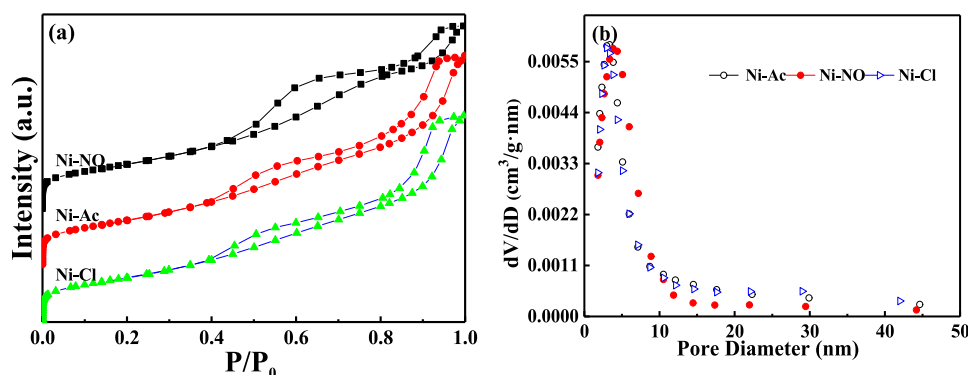 (a)
Intensity (a.u.)
Ni-NO
Ni-Ac
Ni-Cl
0.0 0.2 0.4 0.6 0.8 1.0
P/P0
(b)
dV/dD (cm³/g·nm)
0.0055
0.0044
0.0033
0.0022
0.0011
0.0000
Ni-Ac Ni-NO Ni-Cl
0 10 20 30 40 50
Pore Diameter (nm)